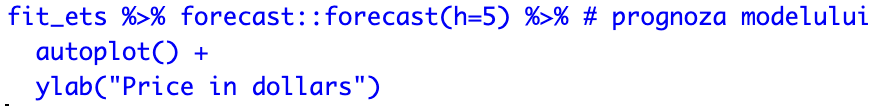 fit_ets %>% forecast::forecast(h=5) %>% # prognoza modelului
  autoplot() +
  ylab("Price in dollars")